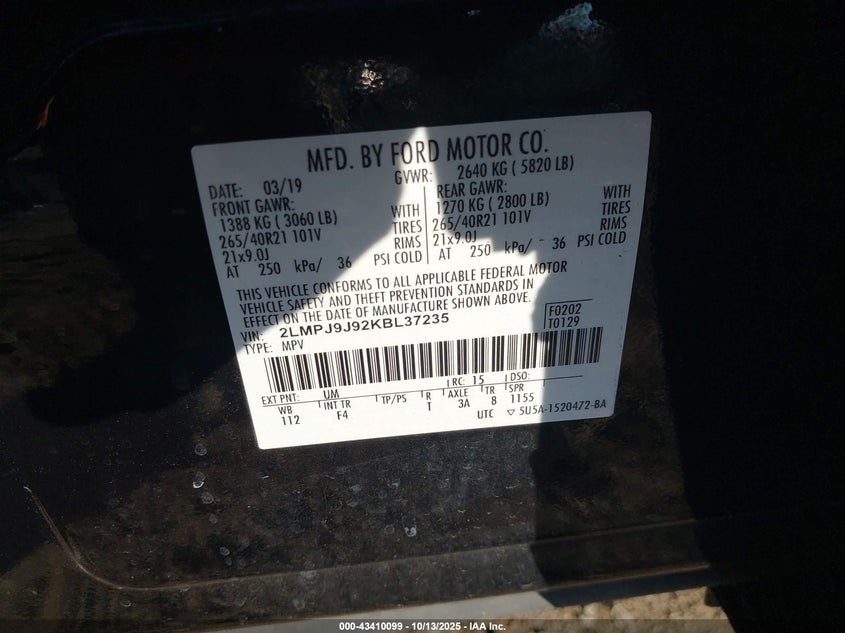 MFD. BY FORD MOTOR CO.
DATE: 03/19
GVWR: 2640 KG ( 5820 LB)
FRONT GAWR: WITH
1388 KG ( 3060 LB) TIRES
265/40R21 101V RIMS
21x9.0J
AT 250 kPa/ 36 PSI COLD
REAR GAWR: WITH
1270 KG ( 2800 LB) TIRES
265/40R21 101V RIMS
21x9.0J
AT 250 kPa/ 36 PSI COLD
THIS VEHICLE CONFORMS TO ALL APPLICABLE FEDERAL MOTOR
VEHICLE SAFETY AND THEFT PREVENTION STANDARDS IN
EFFECT ON THE DATE OF MANUFACTURE SHOWN ABOVE.
VIN: 2LMPJ9J92KBL37235
TYPE: MPV
F0202
T0129
EXT PNT: UM RC: 15 DSO:
WB INT TR TP/PS R AXLE TR SPR
112 F4 T 3A 8 1155
UTC ▽ 5U5A-1520472-BA
000-43410099 - 10/13/2025 - IAA Inc.